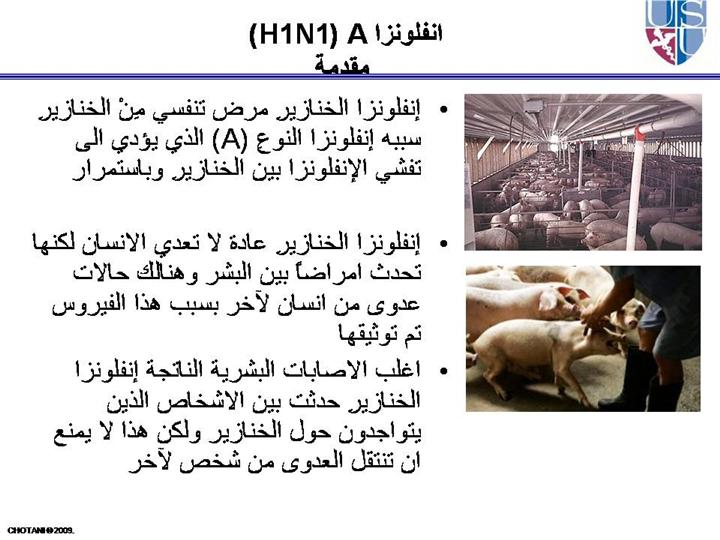 انفلونزا A (H1N1)
مقدمة
• إنفلونزا الخنازير مرض تنفسي مِنْ الخنازير
سببه إنفلونزا النوع (A) الذي يؤدي الى
تفشي الإنفلونزا بين الخنازير وباستمرار
• إنفلونزا الخنازير عادة لا تعدي الانسان لكنها
تحدث امراضاً بين البشر وهنالك حالات
عدوى من انسان لآخر بسبب هذا الفيروس
تم توثيقها
• اغلب الاصابات البشرية الناتجة إنفلونزا
الخنازير حدثت بين الاشخاص الذين
يتواجدون حول الخنازير ولكن هذا لا يمنع
ان تنتقل العدوى من شخص لآخر
CHOTANI©2009.